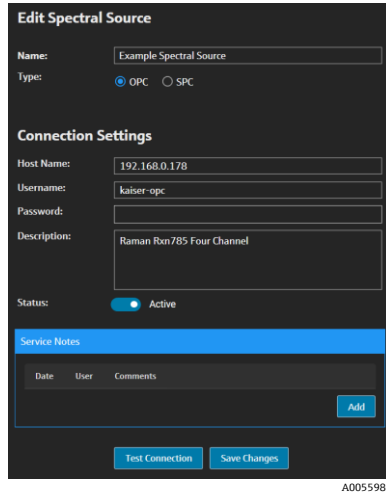 Edit Spectral Source
Name: Example Spectral Source
Type: OPC SPC
Connection Settings
Host Name: 192.168.0.178
Username: kaiser-opc
Password:
Description: Raman Rxn785 Four Channel
Status: Active
Service Notes
Date User Comments
Add
Test Connection Save Changes
A005598